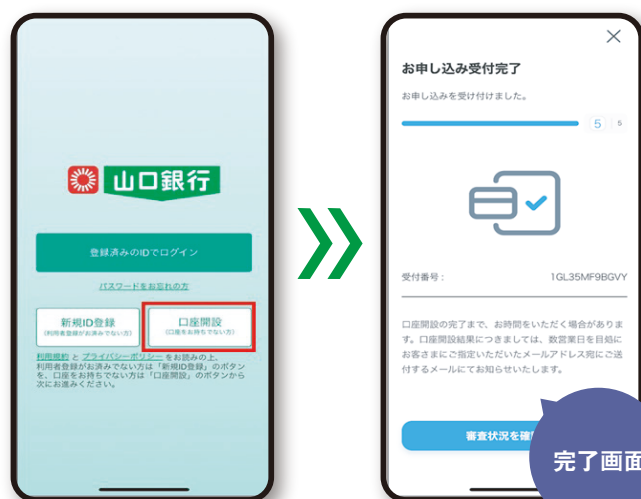 山口銀行
登録済みのIDでログイン
パスワードをお忘れの方
新規ID登録
(利用者登録がお済みでない方)
口座開設
(口座をお持ちでない方)
利用規約 と プライバシーポリシー をお読みの上、
利用者登録がお済みでない方は「新規ID登録」のボタン
を、口座をお持ちでない方は「口座開設」のボタンから
次にお進みください。
お申し込み受付完了
お申し込みを受け付けました。
5 5
受付番号：
1GL35MF9BGVY
口座開設の完了まで、お時間をいただく場合がありま
す。口座開設結果につきましては、数営業日を目処に
お客さまにご指定いただいたメールアドレス宛にご送
付するメールにてお知らせいたします。
審査状況を確
完了画面